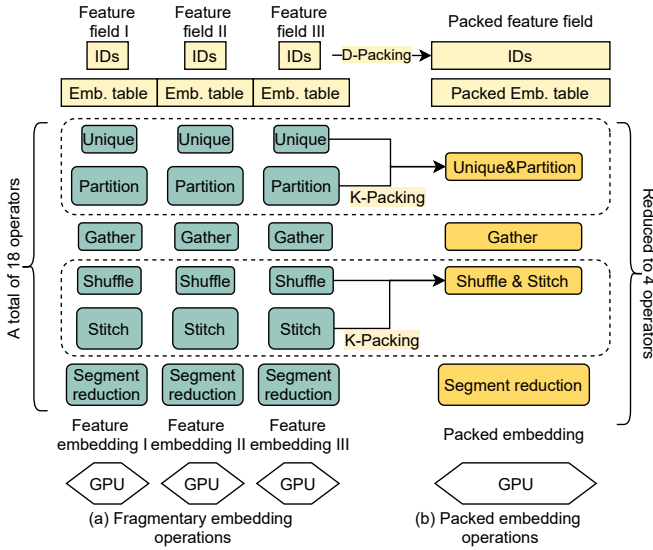 Feature field I
Feature field II
Feature field III
Packed feature field
IDs
IDs
IDs
D-Packing
IDs
Emb. table
Emb. table
Emb. table
Packed Emb. table
A total of 18 operators
Unique
Unique
Unique
Partition
Partition
Partition
K-Packing
Unique&Partition
Gather
Gather
Gather
Gather
Shuffle
Shuffle
Shuffle
Shuffle & Stitch
Stitch
Stitch
Stitch
K-Packing
Segment reduction
Segment reduction
Segment reduction
Segment reduction
Reduced to 4 operators
Feature embedding I
Feature embedding II
Feature embedding III
Packed embedding
GPU
GPU
GPU
GPU
(a) Fragmentary embedding
operations
(b) Packed embedding
operations